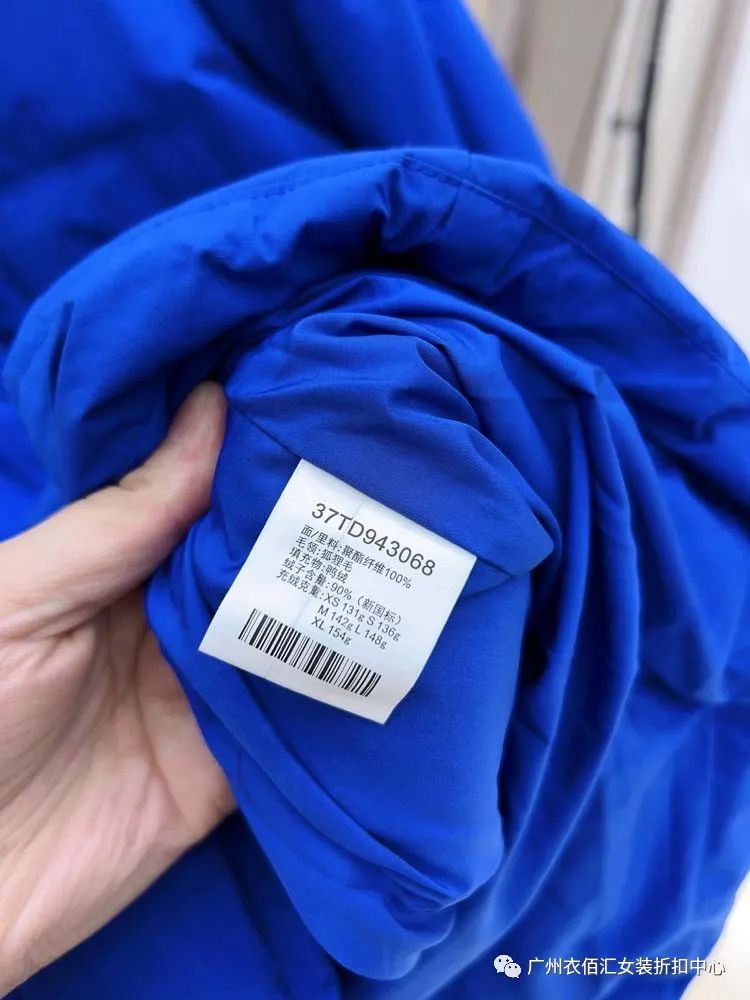 37TD943068
面/里料:聚酯纤维100%
毛领:狐狸毛
填充物:鸭绒
绒子含量:90%（新国标）
充绒克重:XS 131g S 136g
M 142g L 148g
XL 154g
广州衣佰汇女装折扣中心